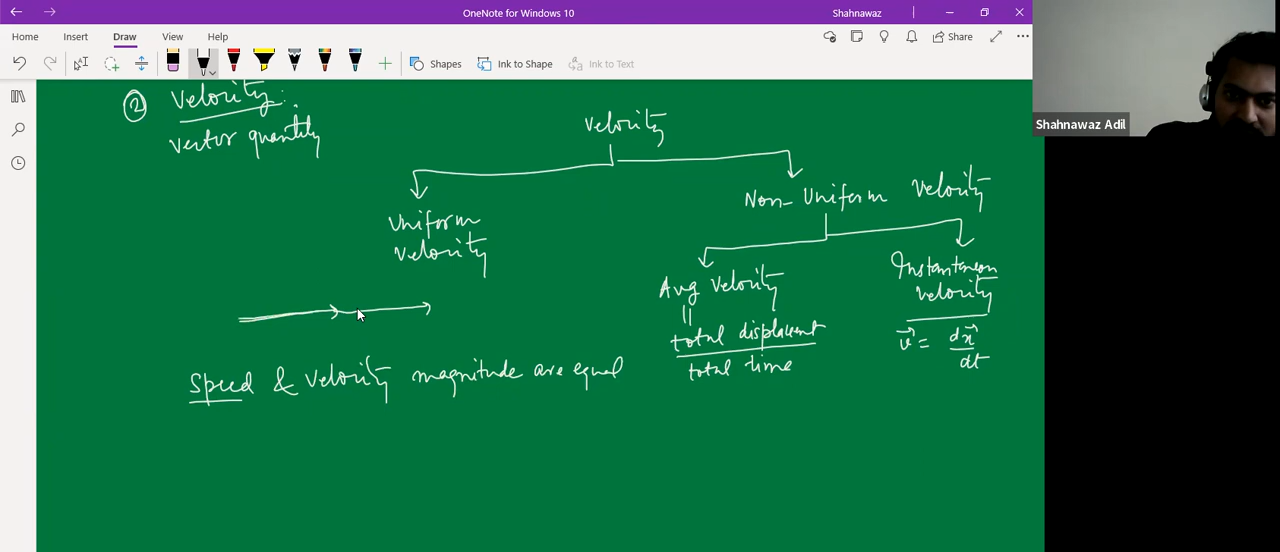 OneNote for Windows 10
Shahnawaz
Home Insert Draw View Help
Share
Shapes Ink to Shape Ink to Text
② Velocity:
vector quantity
velocity
Uniform
velocity
Non-Uniform velocity
Avg velocity
=
total displacent
total time
Instantaneon
velocity
v⃗ = dx⃗/dt
Speed & velocity magnitude are equal
Shahnawaz Adil